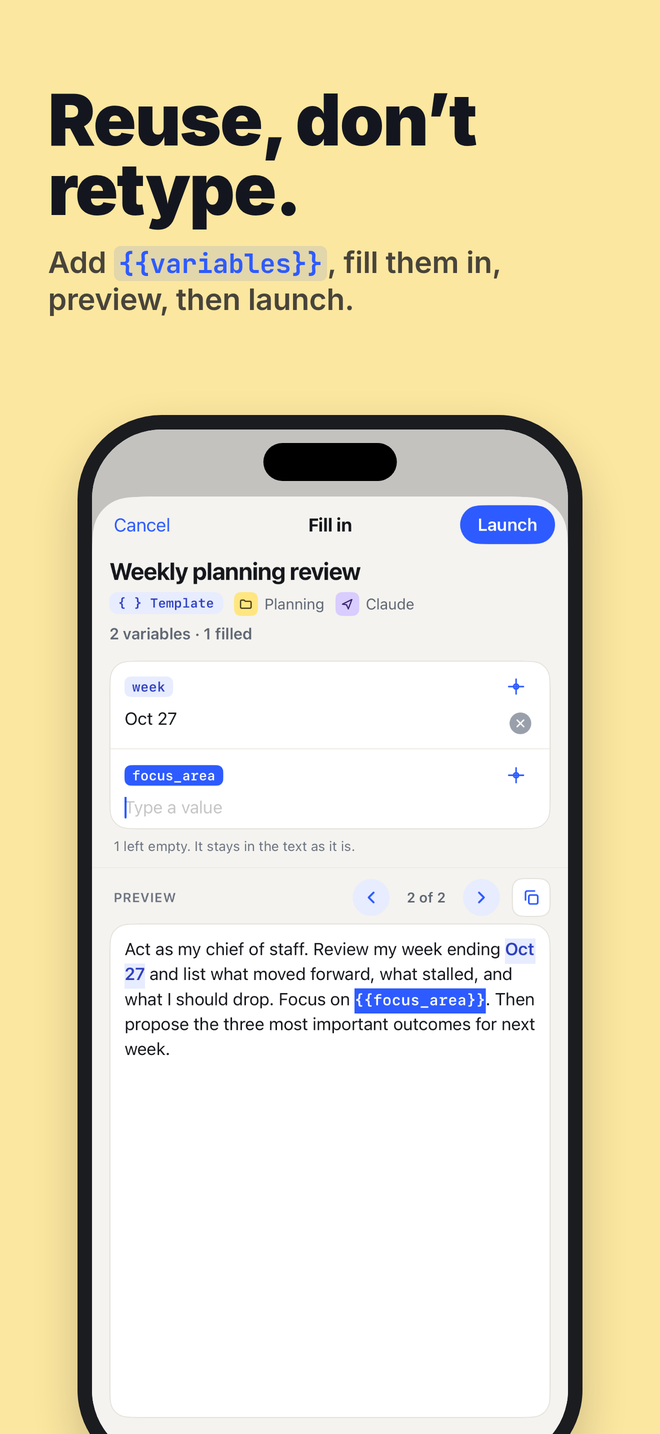 Reuse, don’t
retype.
Add {{variables}}, fill them in,
preview, then launch.
Cancel
Fill in
Launch
Weekly planning review
{ } Template
Planning
Claude
2 variables · 1 filled
week
Oct 27
focus_area
Type a value
1 left empty. It stays in the text as it is.
PREVIEW
2 of 2
Act as my chief of staff. Review my week ending Oct
27 and list what moved forward, what stalled, and
what I should drop. Focus on {{focus_area}}. Then
propose the three most important outcomes for next
week.